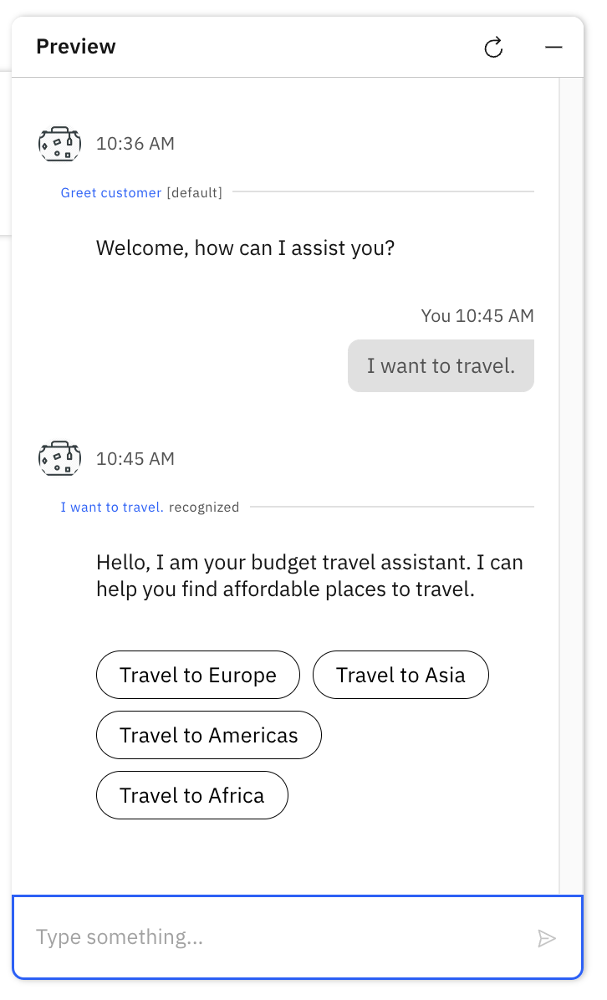 Preview
10:36 AM
Greet customer [default]
Welcome, how can I assist you?
You 10:45 AM
I want to travel.
10:45 AM
I want to travel. recognized
Hello, I am your budget travel assistant. I can
help you find affordable places to travel.
Travel to Europe
Travel to Asia
Travel to Americas
Travel to Africa
Type something...